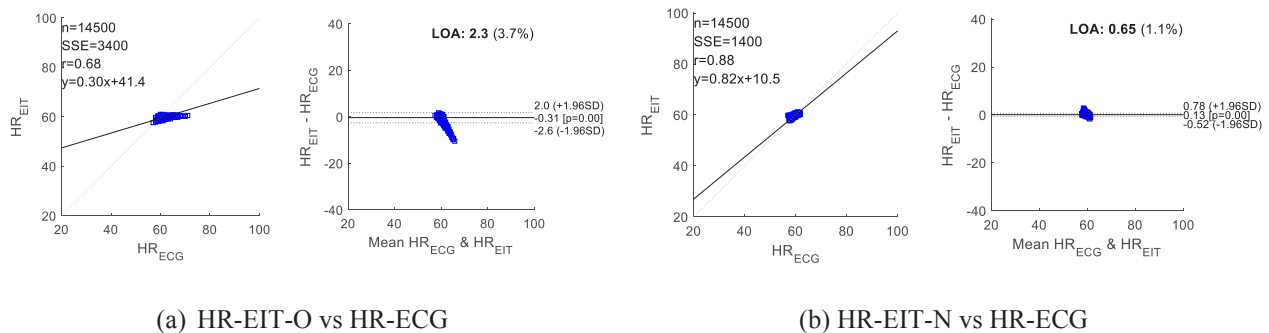 n=14500
SSE=3400
r=0.68
y=0.30x+41.4
100
80
60
40
20
HR_EIT
20 40 60 80 100
HR_ECG
LOA: 2.3 (3.7%)
40
20
0
-20
-40
HR_EIT - HR_ECG
2.0 (+1.96SD)
-0.31 [p=0.00]
-2.6 (-1.96SD)
20 40 60 80 100
Mean HR_ECG & HR_EIT
(a) HR-EIT-O vs HR-ECG
n=14500
SSE=1400
r=0.88
y=0.82x+10.5
100
80
60
40
20
HR_EIT
20 40 60 80 100
HR_ECG
LOA: 0.65 (1.1%)
40
20
0
-20
-40
HR_EIT - HR_ECG
0.78 (+1.96SD)
0.13 [p=0.00]
-0.52 (-1.96SD)
20 40 60 80 100
Mean HR_ECG & HR_EIT
(b) HR-EIT-N vs HR-ECG